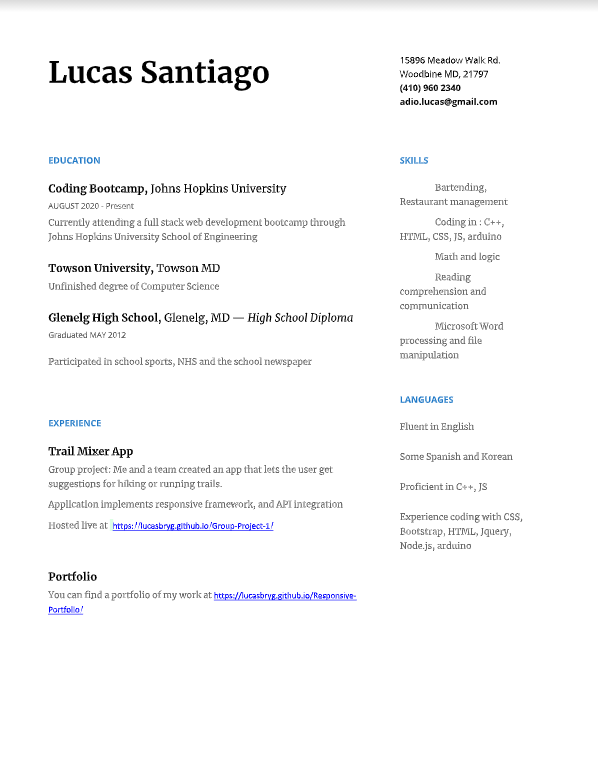 Lucas Santiago
15896 Meadow Walk Rd.
Woodbine MD, 21797
(410) 960 2340
adio.lucas@gmail.com
EDUCATION
Coding Bootcamp, Johns Hopkins University
AUGUST 2020 - Present
Currently attending a full stack web development bootcamp through
Johns Hopkins University School of Engineering
Towson University, Towson MD
Unfinished degree of Computer Science
Glenelg High School, Glenelg, MD — High School Diploma
Graduated MAY 2012
Participated in school sports, NHS and the school newspaper
EXPERIENCE
Trail Mixer App
Group project: Me and a team created an app that lets the user get
suggestions for hiking or running trails.
Application implements responsive framework, and API integration
Hosted live at https://lucasbryg.github.io/Group-Project-1/
Portfolio
You can find a portfolio of my work at https://lucasbryg.github.io/Responsive-
Portfolio/
SKILLS
Bartending,
Restaurant management
Coding in : C++,
HTML, CSS, JS, arduino
Math and logic
Reading
comprehension and
communication
Microsoft Word
processing and file
manipulation
LANGUAGES
Fluent in English
Some Spanish and Korean
Proficient in C++, JS
Experience coding with CSS,
Bootstrap, HTML, Jquery,
Node.js, arduino